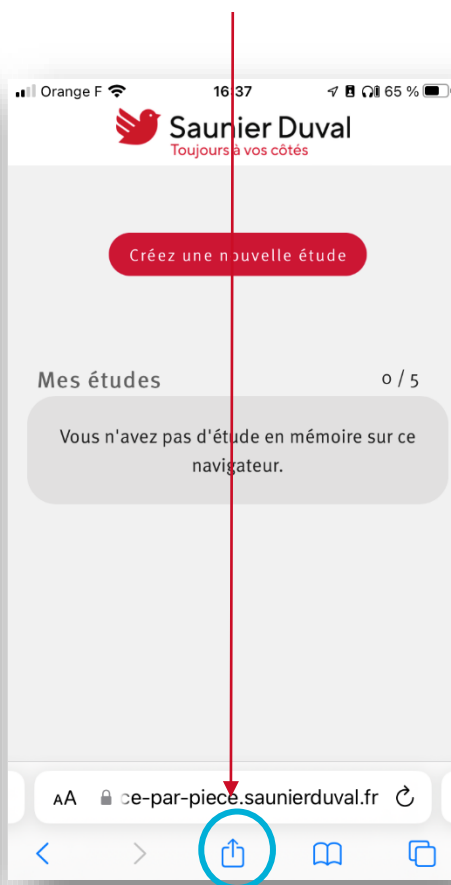 Orange F 16:37 65 %
Saunier Duval
Toujours à vos côtés
Créez une nouvelle étude
Mes études 0 / 5
Vous n'avez pas d'étude en mémoire sur ce
navigateur.
AA ce-par-piece.saunierduval.fr